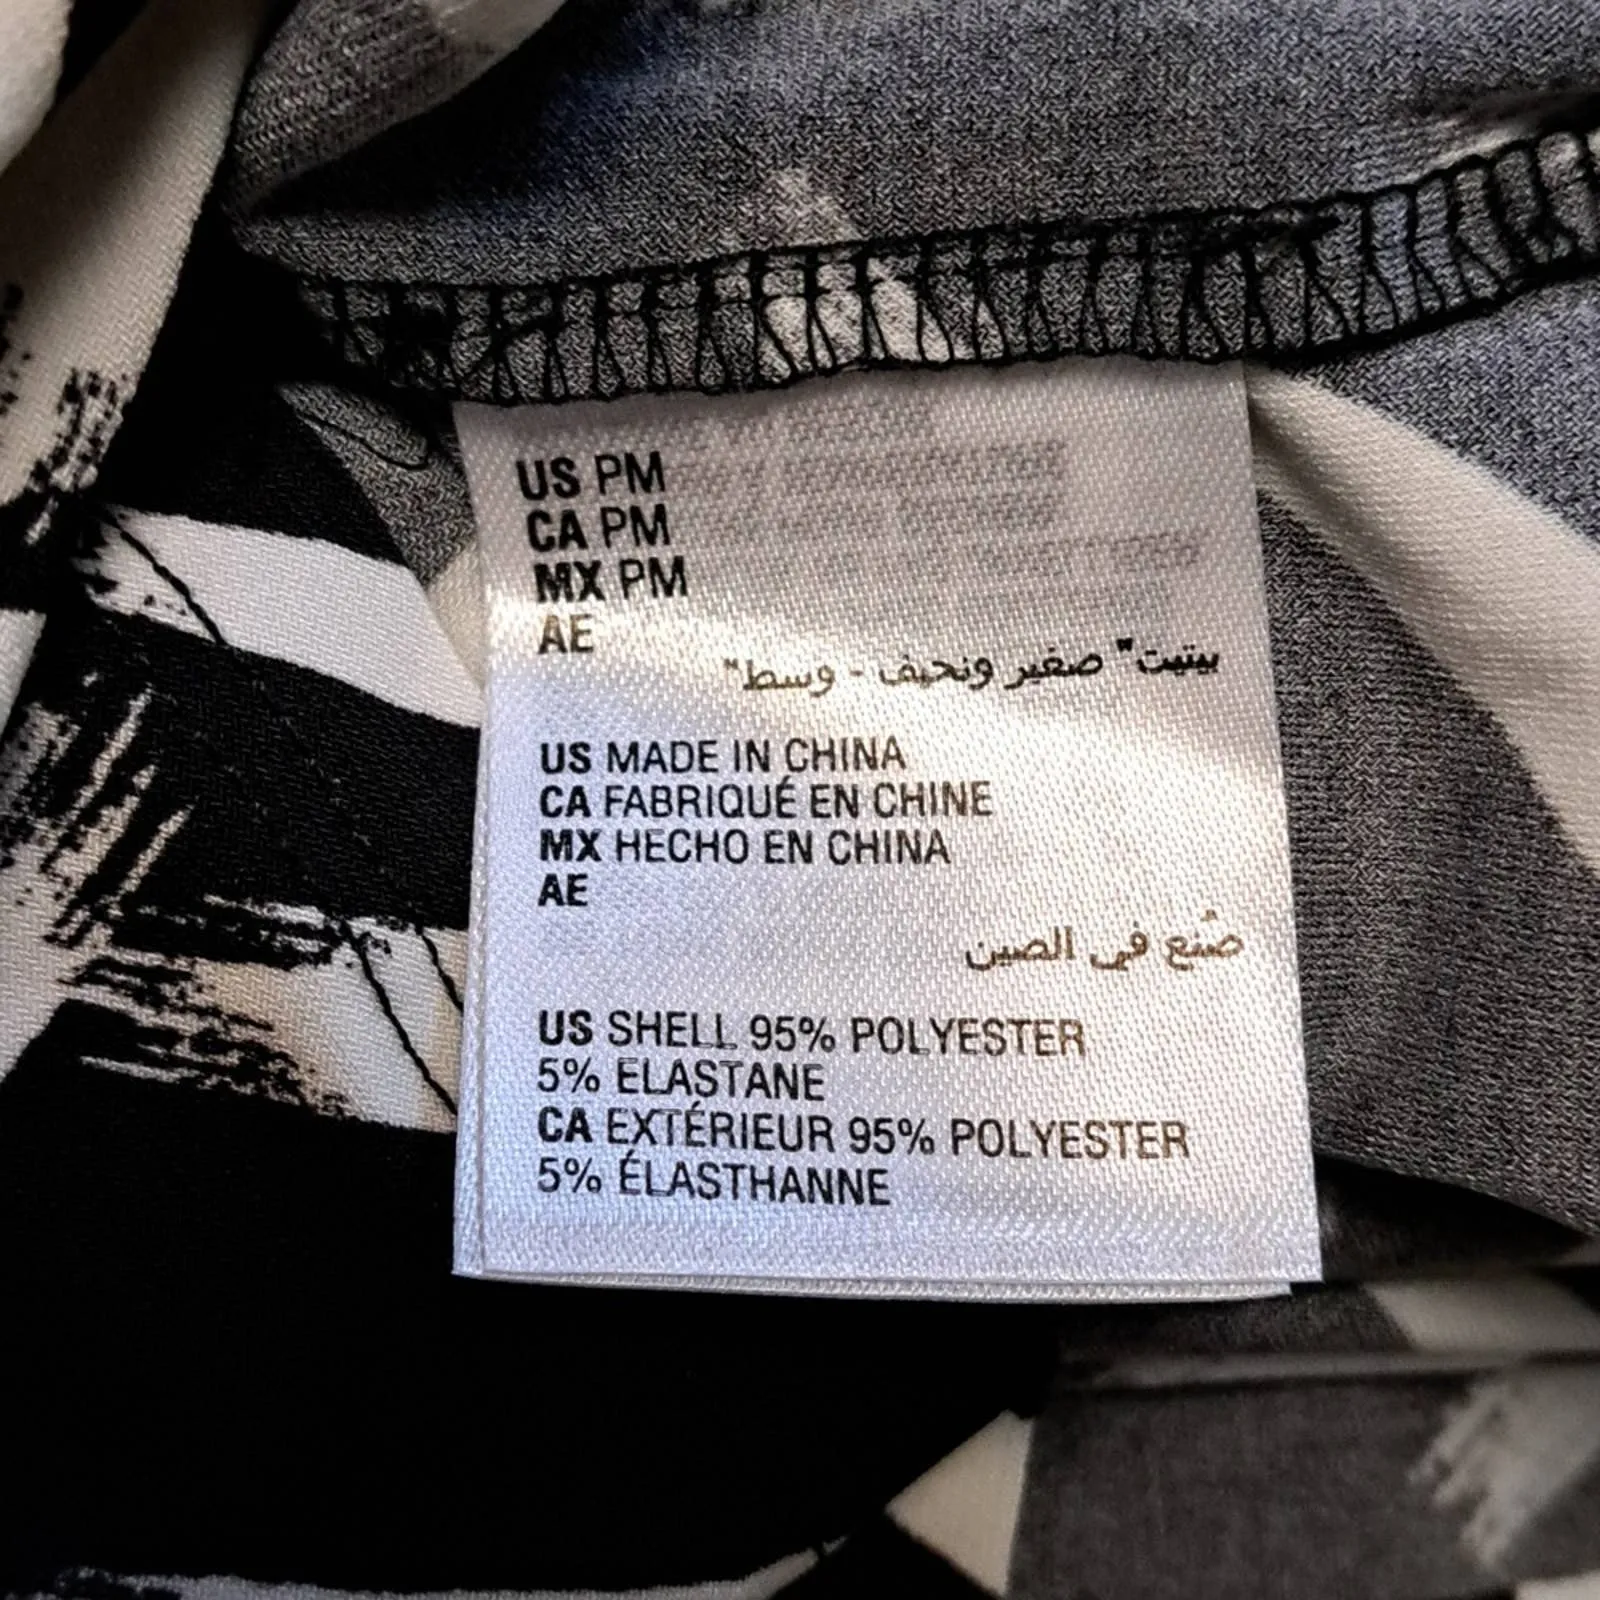 US PM
CA PM
MX PM
AE
بيتيت" صغير ونحيف - وسط"
US MADE IN CHINA
CA FABRIQUÉ EN CHINE
MX HECHO EN CHINA
AE
صُنع في الصين
US SHELL 95% POLYESTER
5% ELASTANE
CA EXTÉRIEUR 95% POLYESTER
5% ÉLASTHANNE